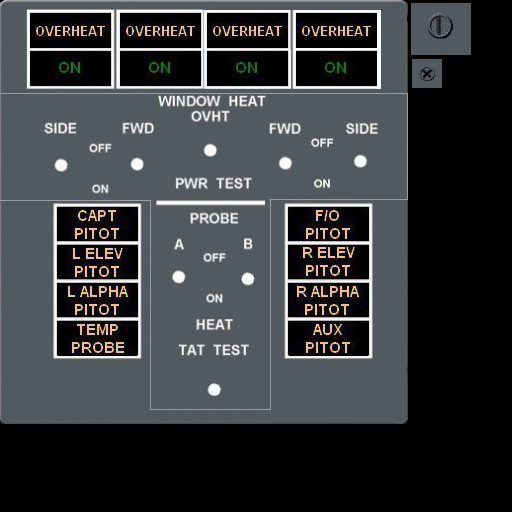 OVERHEAT OVERHEAT OVERHEAT OVERHEAT
ON ON ON ON
WINDOW HEAT
OVHT
SIDE FWD FWD SIDE
OFF OFF
ON ON
PWR TEST
CAPT
PITOT
L ELEV
PITOT
L ALPHA
PITOT
TEMP
PROBE
PROBE
A B
OFF
ON
HEAT
TAT TEST
F/O
PITOT
R ELEV
PITOT
R ALPHA
PITOT
AUX
PITOT